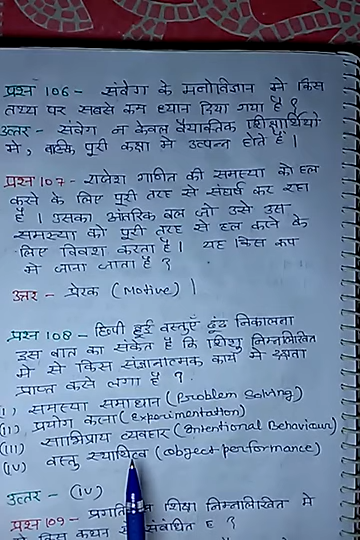 प्रश्न 106 - संवेग के मनोविज्ञान मे किस
तथ्य पर सबसे कम ध्यान दिया गया है ?
उत्तर - संवेग न केवल वैयक्तिक शिक्षार्थियो
मे, बल्कि पूरी कक्षा मे उत्पन्न होते है ।
प्रश्न 107 - राजेश गणित की समस्या को हल
करने के लिए पूरी तरह से संघर्ष कर रहा
है । उसका आंतरिक बल जो उसे उस
समस्या को पूरी तरह से हल करने के
लिए विवश करता है । यह किस रूप
मे जाना जाता है ?
उत्तर - प्रेरक (Motive) |
प्रश्न 108 - छिपी हुई वस्तुएँ ढूंढ निकालना
इस बात का संकेत है कि शिशु निम्नलिखित
मे से किस संज्ञानात्मक कार्य मे दक्षता
प्राप्त करने लगा है ?
(i) समस्या समाधान (Problem Solving)
(ii) प्रयोग करना (Experimentation)
(iii) साभिप्राय व्यवहार (Intentional Behaviour)
(iv) वस्तु स्थायित्व (object performance)
उत्तर - (iv)
प्रश्न 109 - प्रगतिशील शिक्षा निम्नलिखित मे
से किस कथन से संबंधित है ?